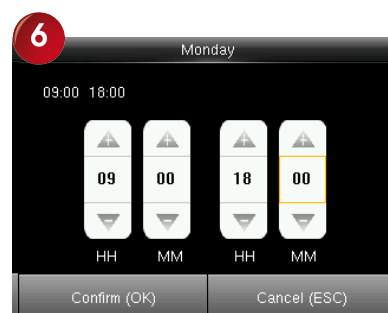 6
Monday
09:00 18:00
+ + + +
09 00 18 00
- - - -
HH MM HH MM
Confirm (OK) Cancel (ESC)